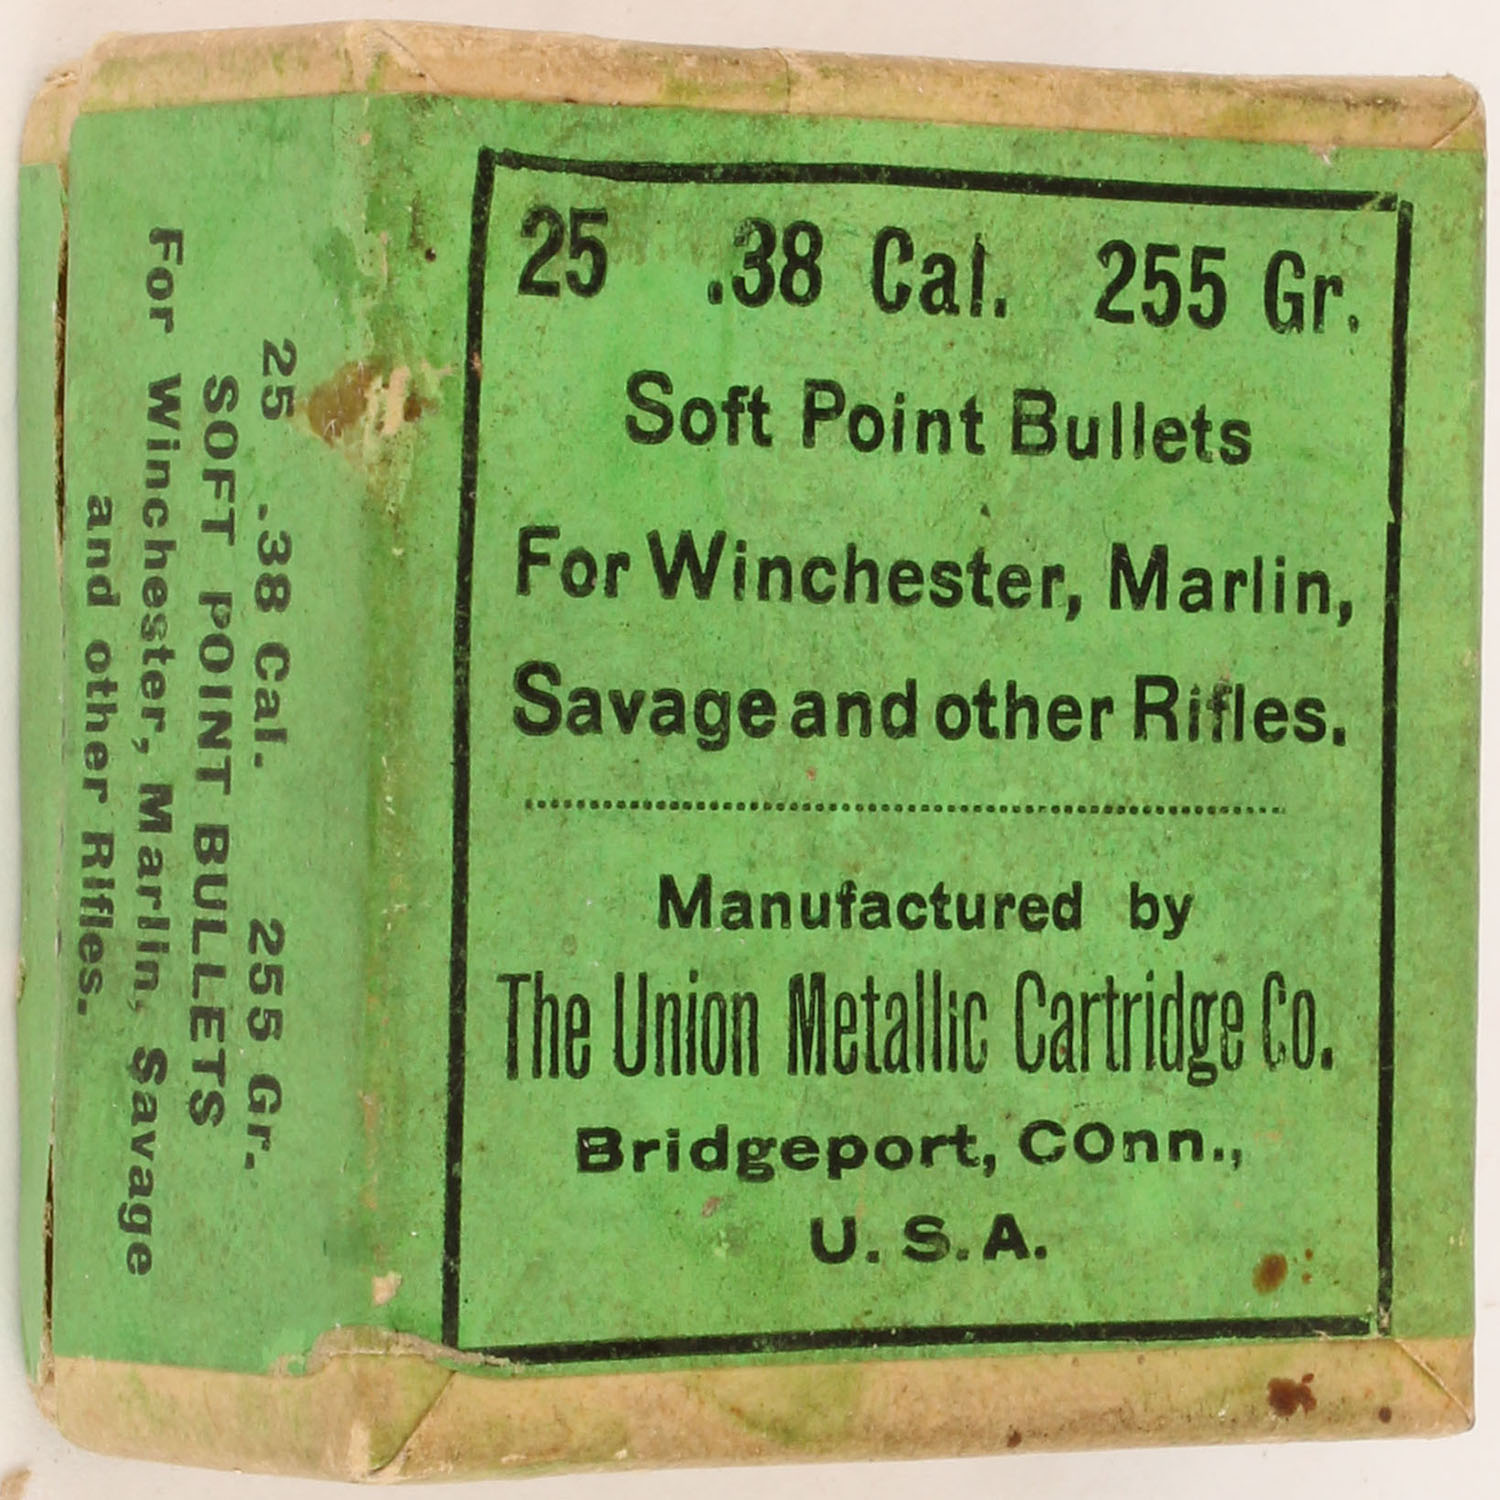 25 .38 Cal. 255 Gr.
Soft Point Bullets
For Winchester, Marlin,
Savage and other Rifles.
Manufactured by
The Union Metallic Cartridge Co.
Bridgeport, COnn.,
U. S. A.
25 .38 Cal. 255 Gr.
SOFT POINT BULLETS
For Winchester, Marlin, Savage
and other Rifles.